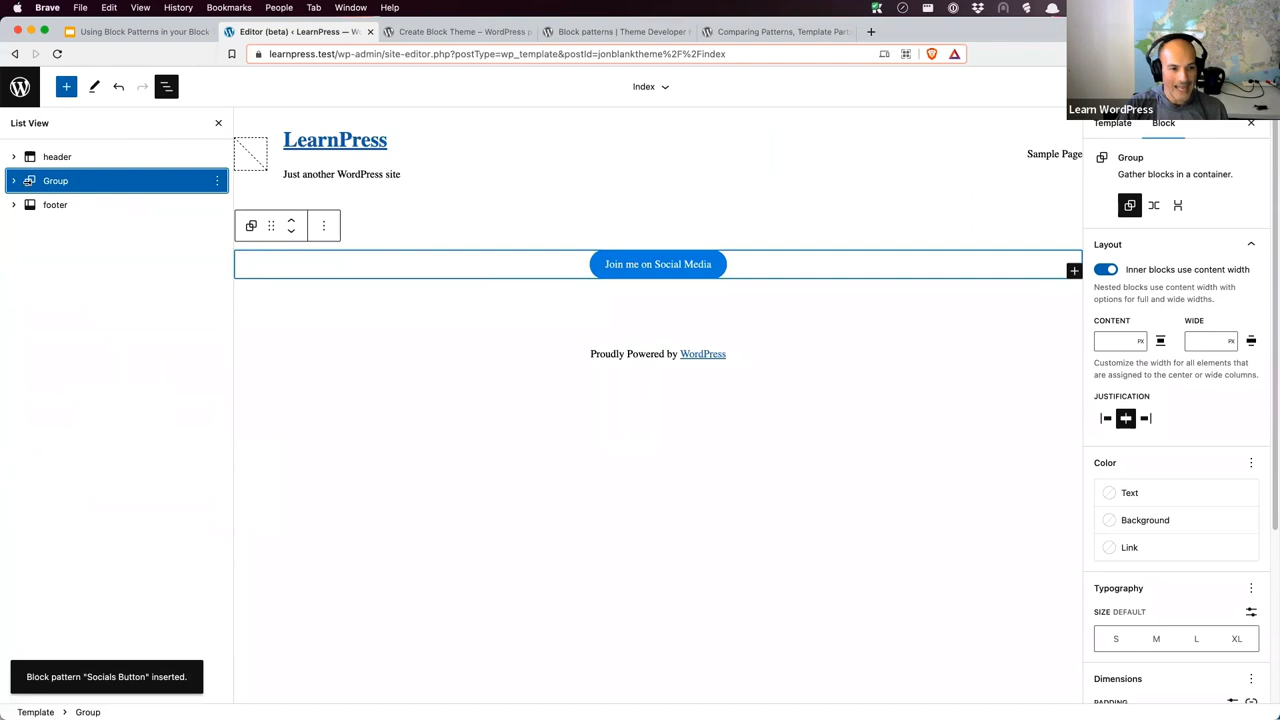 Brave File Edit View History Bookmarks People Tab Window Help
Using Block Patterns in your Block
Editor (beta) ‹ LearnPress — Wo
Create Block Theme – WordPress p
Block patterns | Theme Developer H
Comparing Patterns, Template Part
learnpress.test/wp-admin/site-editor.php?postType=wp_template&postId=jonblanktheme%2F%2Findex
Index
Learn WordPress
List View
header
Group
footer
LearnPress
Just another WordPress site
Sample Page
Join me on Social Media
Proudly Powered by WordPress
Template Block
Group
Gather blocks in a container.
Layout
Inner blocks use content width
Nested blocks use content width with
options for full and wide widths.
CONTENT WIDE
PX PX
Customize the width for all elements that
are assigned to the center or wide columns.
JUSTIFICATION
Color
Text
Background
Link
Typography
SIZE DEFAULT
S M L XL
Dimensions
PADDING
Block pattern "Socials Button" inserted.
Template > Group